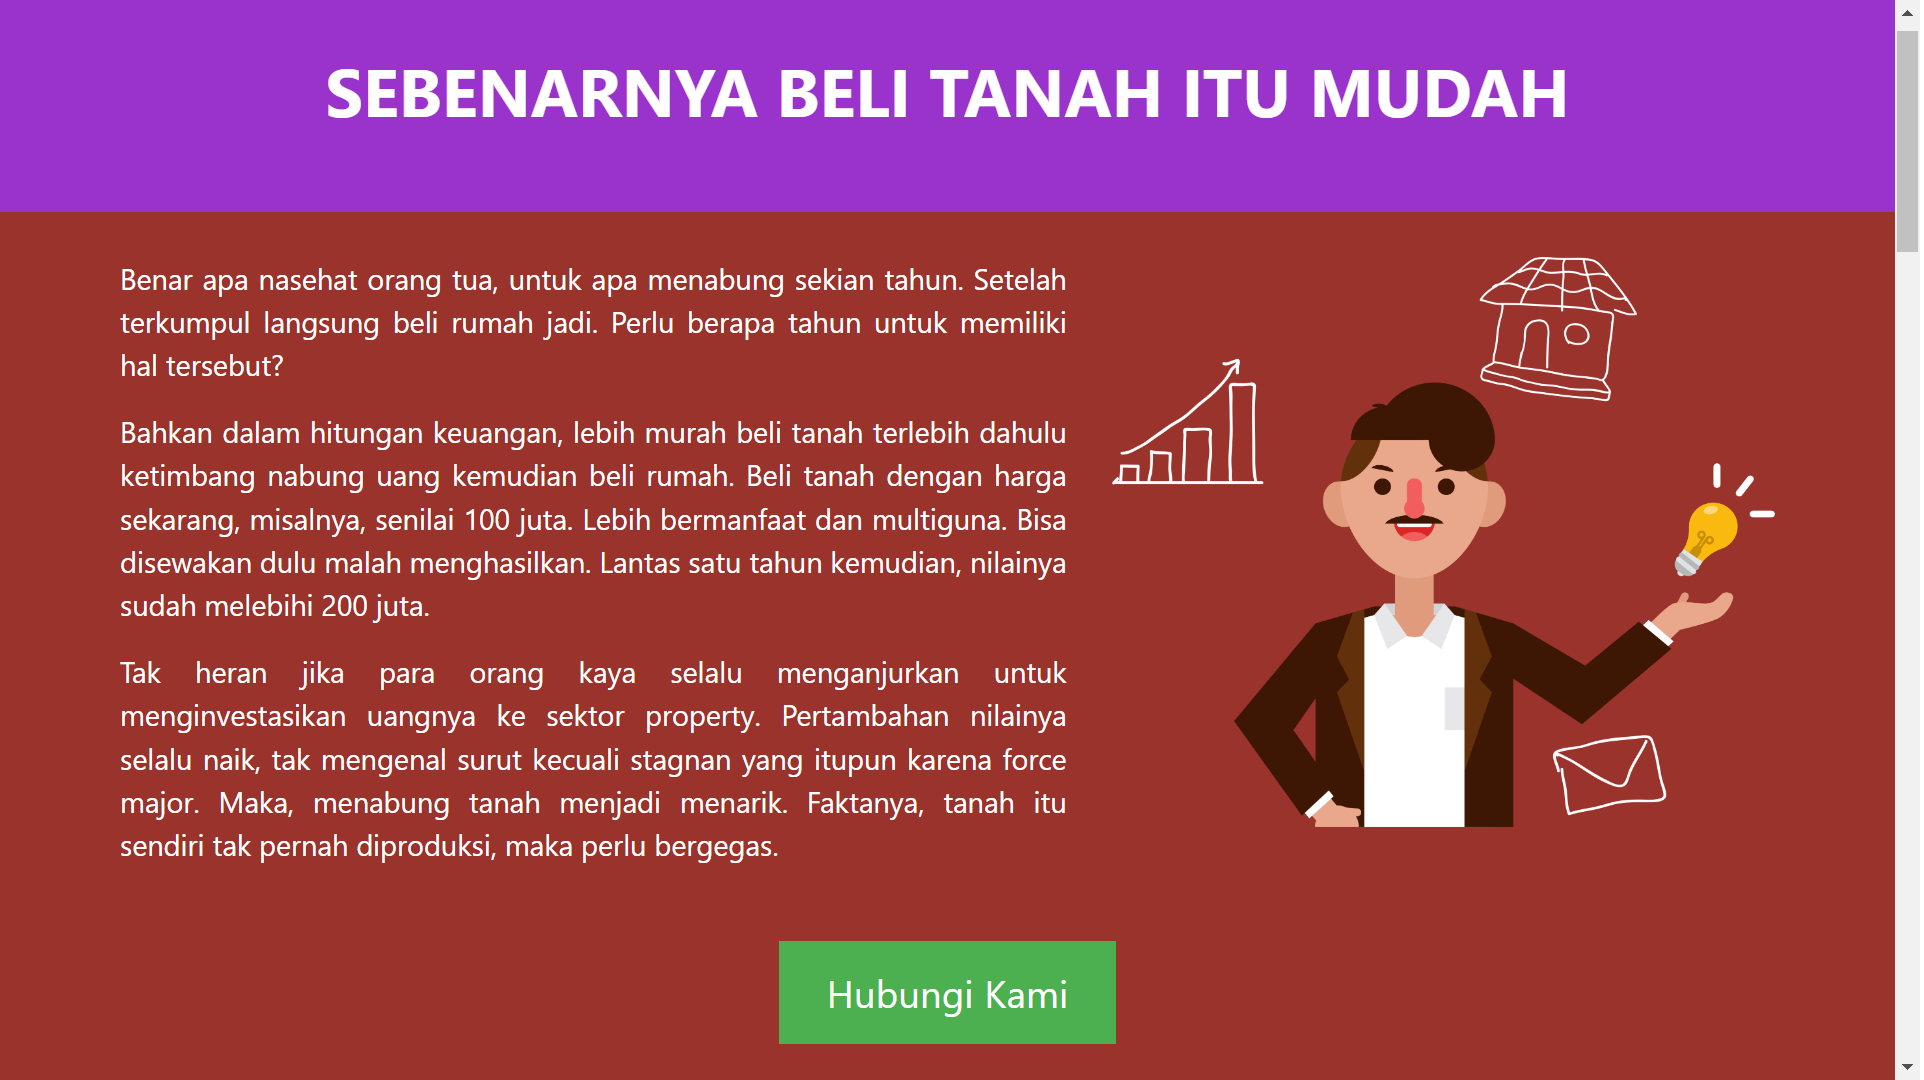 SEBENARNYA BELI TANAH ITU MUDAH
Benar apa nasehat orang tua, untuk apa menabung sekian tahun. Setelah
terkumpul langsung beli rumah jadi. Perlu berapa tahun untuk memiliki
hal tersebut?
Bahkan dalam hitungan keuangan, lebih murah beli tanah terlebih dahulu
ketimbang nabung uang kemudian beli rumah. Beli tanah dengan harga
sekarang, misalnya, senilai 100 juta. Lebih bermanfaat dan multiguna. Bisa
disewakan dulu malah menghasilkan. Lantas satu tahun kemudian, nilainya
sudah melebihi 200 juta.
Tak heran jika para orang kaya selalu menganjurkan untuk
menginvestasikan uangnya ke sektor property. Pertambahan nilainya
selalu naik, tak mengenal surut kecuali stagnan yang itupun karena force
major. Maka, menabung tanah menjadi menarik. Faktanya, tanah itu
sendiri tak pernah diproduksi, maka perlu bergegas.
Hubungi Kami